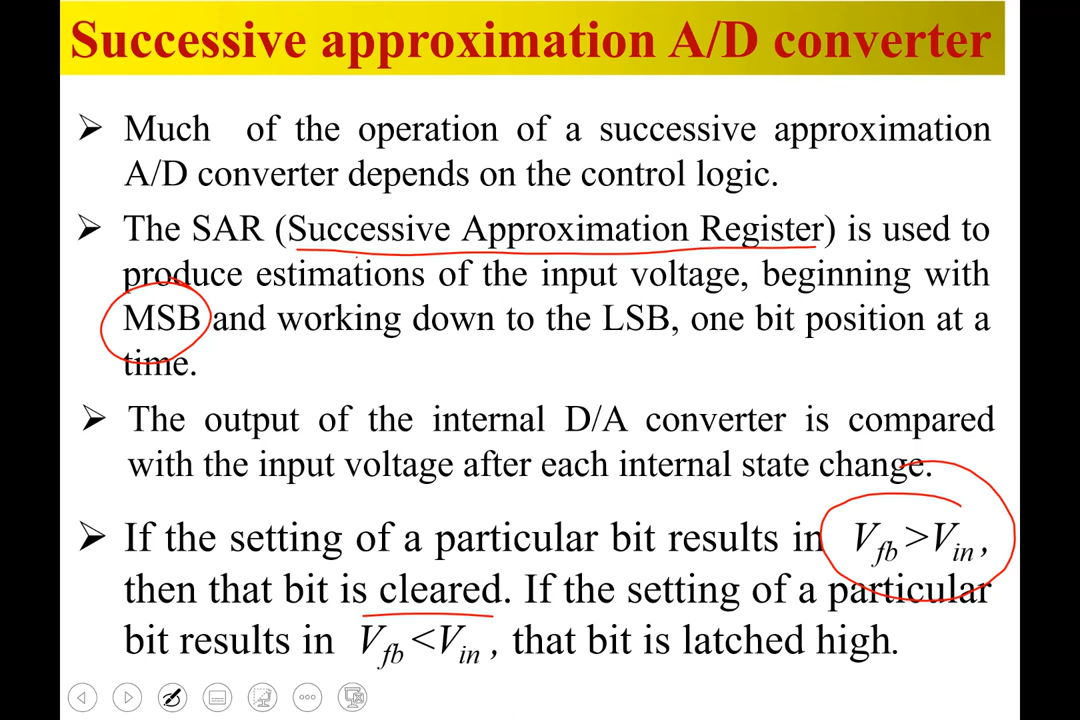 Successive approximation A/D converter
➢ Much of the operation of a successive approximation
A/D converter depends on the control logic.
➢ The SAR (Successive Approximation Register) is used to
produce estimations of the input voltage, beginning with
MSB and working down to the LSB, one bit position at a
time.
➢ The output of the internal D/A converter is compared
with the input voltage after each internal state change.
➢ If the setting of a particular bit results in V_fb > V_in ,
then that bit is cleared. If the setting of a particular
bit results in V_fb < V_in , that bit is latched high.